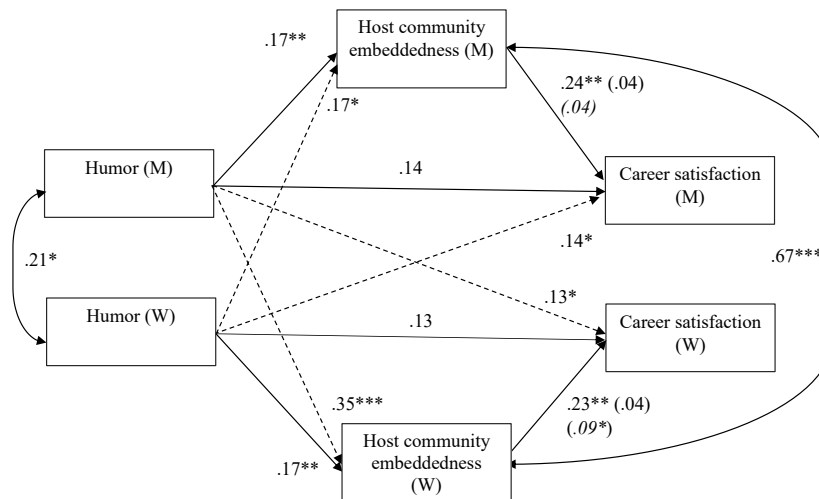 Host community
embeddedness (M)
.17**
.24** (.04)
(.04)
.17*
Humor (M)
.14
Career satisfaction
(M)
.21*
.14*
.67***
.13*
Humor (W)
.13
Career satisfaction
(W)
.35***
.23** (.04)
(.09*)
.17**
Host community
embeddedness
(W)